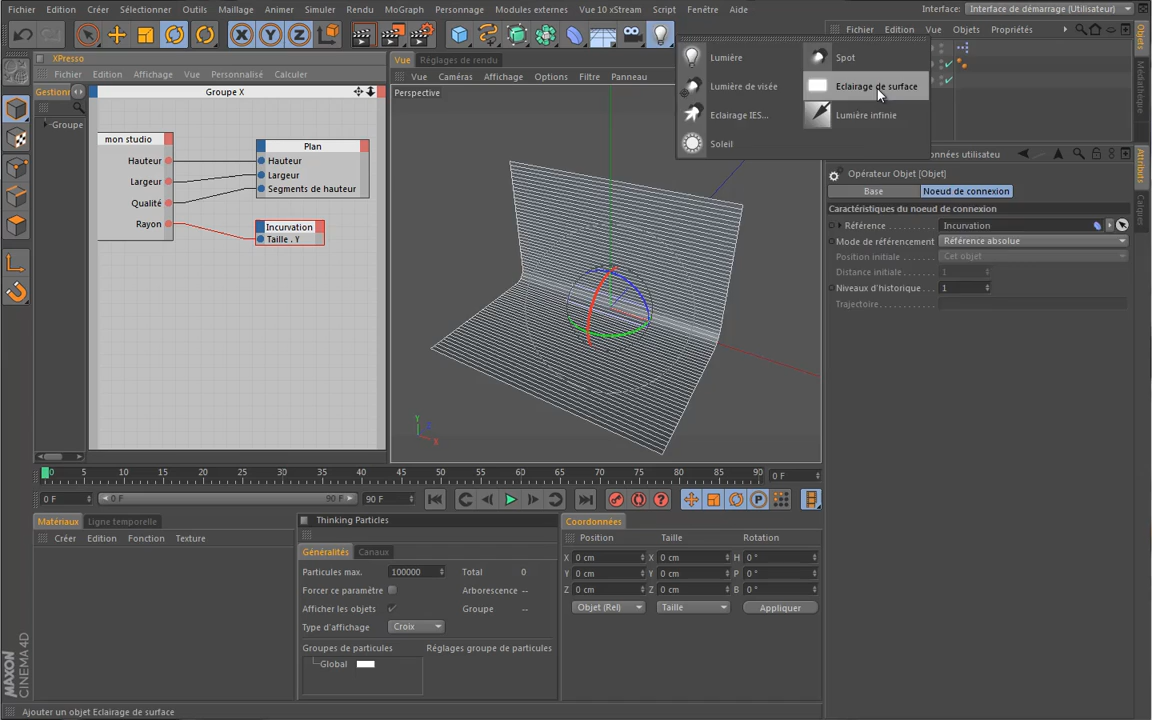 Fichier Edition Créer Sélectionner Outils Maillage Animer Simuler Rendu MoGraph Personnage Modules externes Vue 10 xStream Script Fenêtre Aide Interface: Interface de démarrage (Utilisateur)
XPresso
Fichier Edition Affichage Vue Personnalisé Calculer
Vue Réglages de rendu
Vue Caméras Affichage Options Filtre Panneau
Fichier Edition Vue Objets Propriétés
Lumière Spot
Lumière de visée Eclairage de surface
Eclairage IES... Lumière infinie
Soleil
Gestionn
Groupe X
Groupe
mon studio
Hauteur
Largeur
Qualité
Rayon
Plan
Hauteur
Largeur
Segments de hauteur
Incurvation
Taille . Y
Perspective
Y
X
Objets
Médiathèque
Attributs
Calques
onnées utilisateur
Opérateur Objet [Objet]
Base Noeud de connexion
Caractéristiques du noeud de connexion
Référence Incurvation
Mode de référencement Référence absolue
Position initiale Cet objet
Distance initiale 1
Niveaux d'historique 1
Trajectoire
0 5 10 15 20 25 30 35 40 45 50 55 60 65 70 75 80 85 90 0 F
0 F 0 F 90 F 90 F
Matériaux Ligne temporelle
Créer Edition Fonction Texture
Thinking Particles
Généralités Canaux
Particules max. 100000 Total 0
Forcer ce paramètre Arborescence --
Afficher les objets Groupe --
Type d'affichage Croix
Groupes de particules Réglages groupe de particules
Global
Coordonnées
Position Taille Rotation
X 0 cm X 0 cm H 0 °
Y 0 cm Y 0 cm P 0 °
Z 0 cm Z 0 cm B 0 °
Objet (Rel) Taille Appliquer
MAXON
CINEMA 4D
Ajouter un objet Eclairage de surface